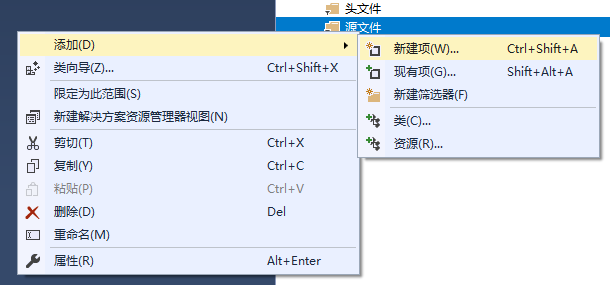 头文件
源文件
添加(D)
类向导(Z)... Ctrl+Shift+X
限定为此范围(S)
新建解决方案资源管理器视图(N)
剪切(T) Ctrl+X
复制(Y) Ctrl+C
粘贴(P) Ctrl+V
删除(D) Del
重命名(M)
属性(R) Alt+Enter
新建项(W)... Ctrl+Shift+A
现有项(G)... Shift+Alt+A
新建筛选器(F)
类(C)...
资源(R)...